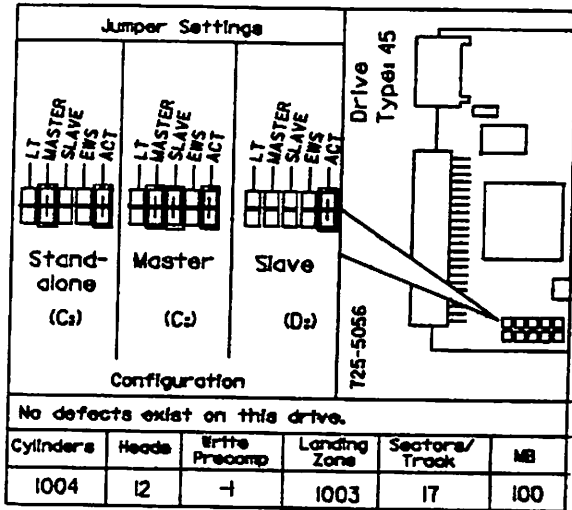 Jumper Settings
LT
MASTER
SLAVE
EWS
ACT
LT
MASTER
SLAVE
EWS
ACT
LT
MASTER
SLAVE
EWS
ACT
Stand-
alone
(C:)
Master
(C:)
Slave
(D:)
Configuration
Drive
Type: 45
725-5056
No defects exist on this drive.
Cylinders Heads Write Precomp Landing Zone Sectors/ Track MB
1004 12 -1 1003 17 100